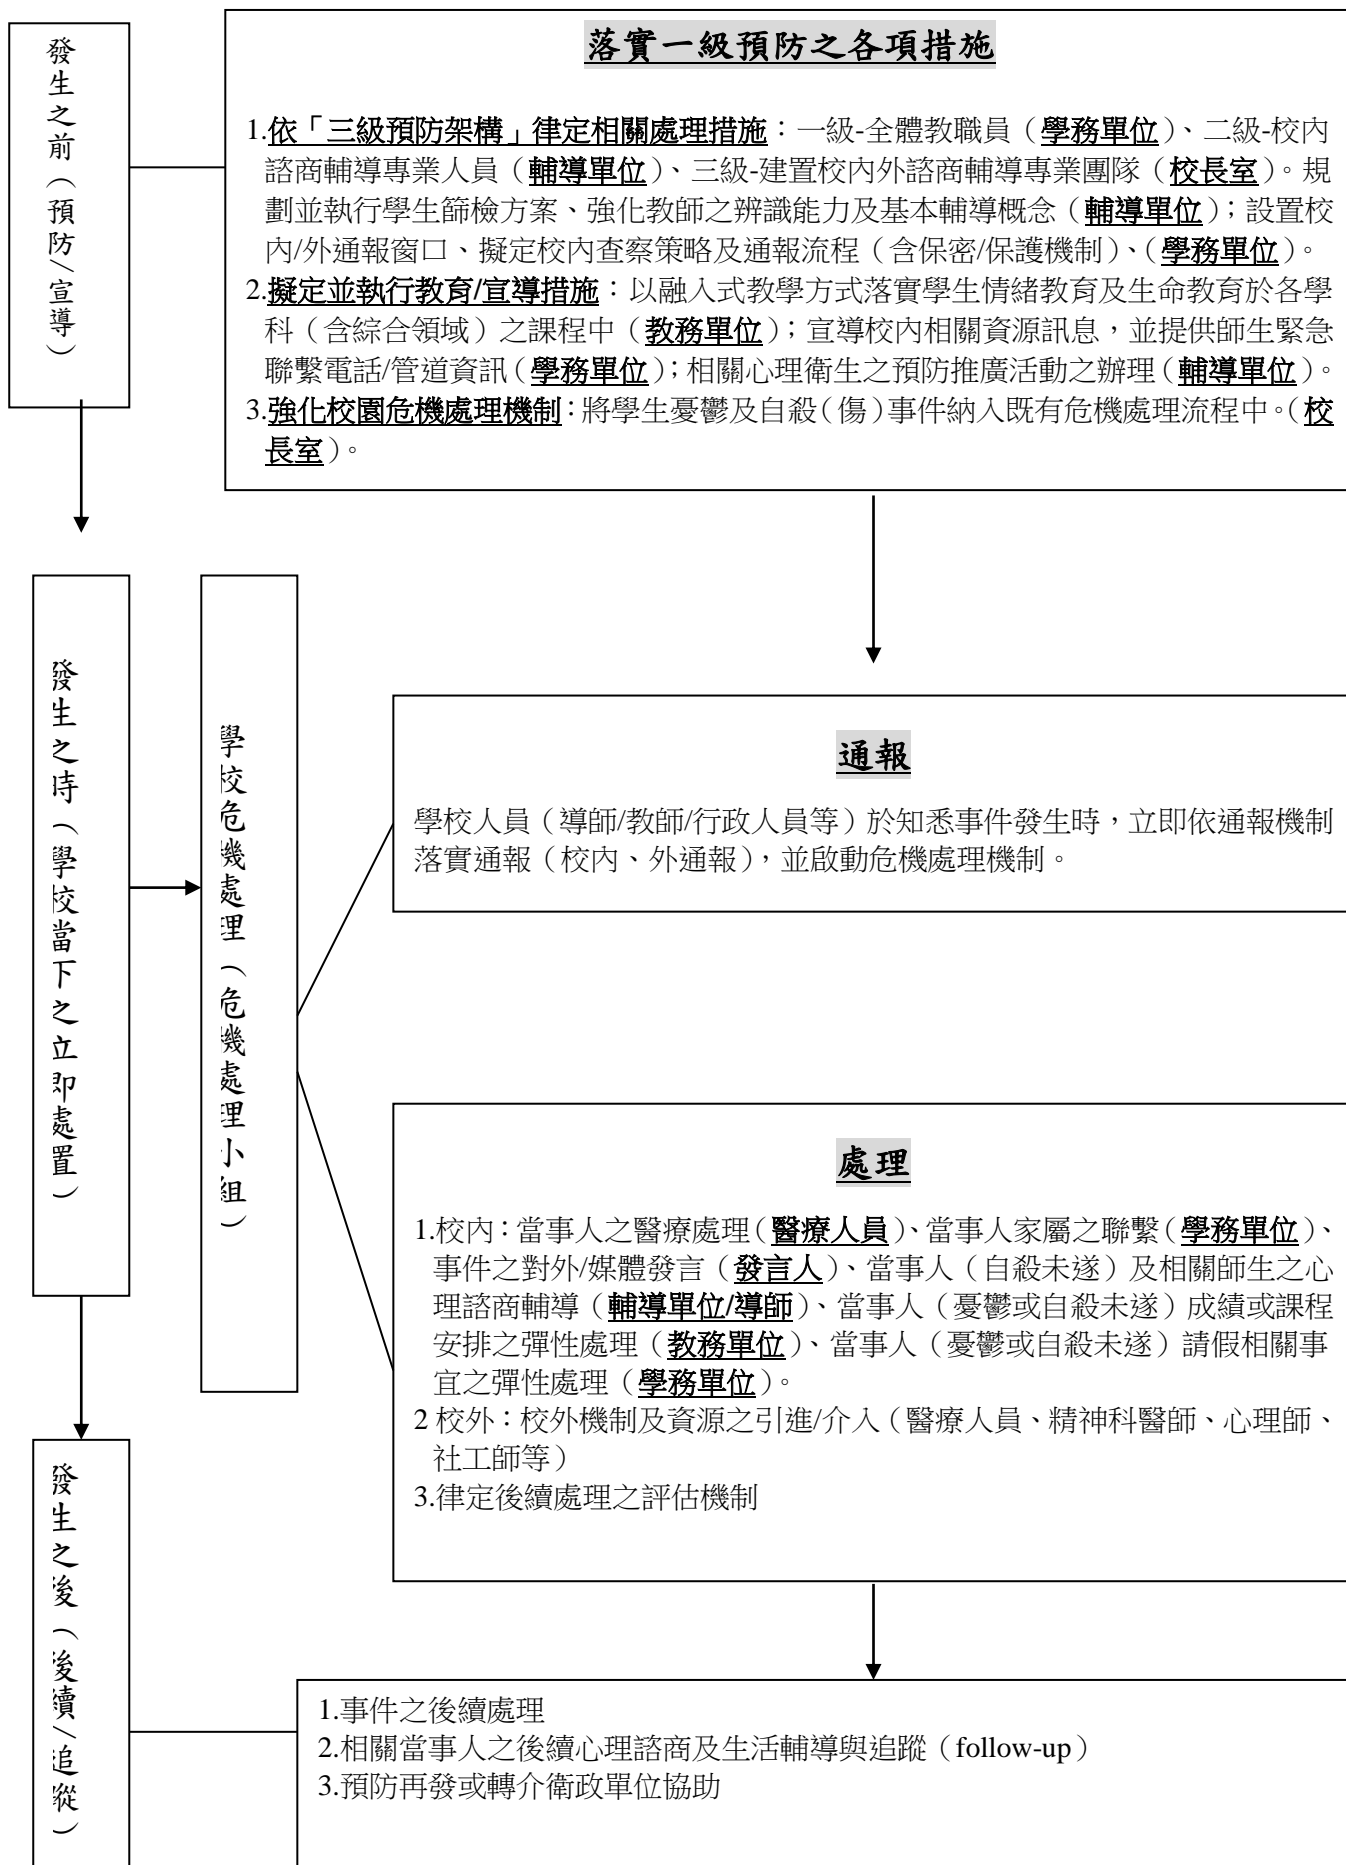 發生之前（預防/宣導）
落實一級預防之各項措施
1.依「三級預防架構」律定相關處理措施：一級-全體教職員（學務單位）、二級-校內
諮商輔導專業人員（輔導單位）、三級-建置校內外諮商輔導專業團隊（校長室）。規
劃並執行學生篩檢方案、強化教師之辨識能力及基本輔導概念（輔導單位）；設置校
內/外通報窗口、擬定校內查察策略及通報流程（含保密/保護機制）、（學務單位）。
2.擬定並執行教育/宣導措施：以融入式教學方式落實學生情緒教育及生命教育於各學
科（含綜合領域）之課程中（教務單位）；宣導校內相關資源訊息，並提供師生緊急
聯繫電話/管道資訊（學務單位）；相關心理衛生之預防推廣活動之辦理（輔導單位）。
3.強化校園危機處理機制：將學生憂鬱及自殺（傷）事件納入既有危機處理流程中。（校
長室）。
發生之時（學校當下之立即處置）
學校危機處理（危機處理小組）
通報
學校人員（導師/教師/行政人員等）於知悉事件發生時，立即依通報機制
落實通報（校內、外通報），並啟動危機處理機制。
處理
1.校內：當事人之醫療處理（醫療人員）、當事人家屬之聯繫（學務單位）、
事件之對外/媒體發言（發言人）、當事人（自殺未遂）及相關師生之心
理諮商輔導（輔導單位/導師）、當事人（憂鬱或自殺未遂）成績或課程
安排之彈性處理（教務單位）、當事人（憂鬱或自殺未遂）請假相關事
宜之彈性處理（學務單位）。
2 校外：校外機制及資源之引進/介入（醫療人員、精神科醫師、心理師、
社工師等）
3.律定後續處理之評估機制
發生之後（後續/追蹤）
1.事件之後續處理
2.相關當事人之後續心理諮商及生活輔導與追蹤（follow-up）
3.預防再發或轉介衛政單位協助